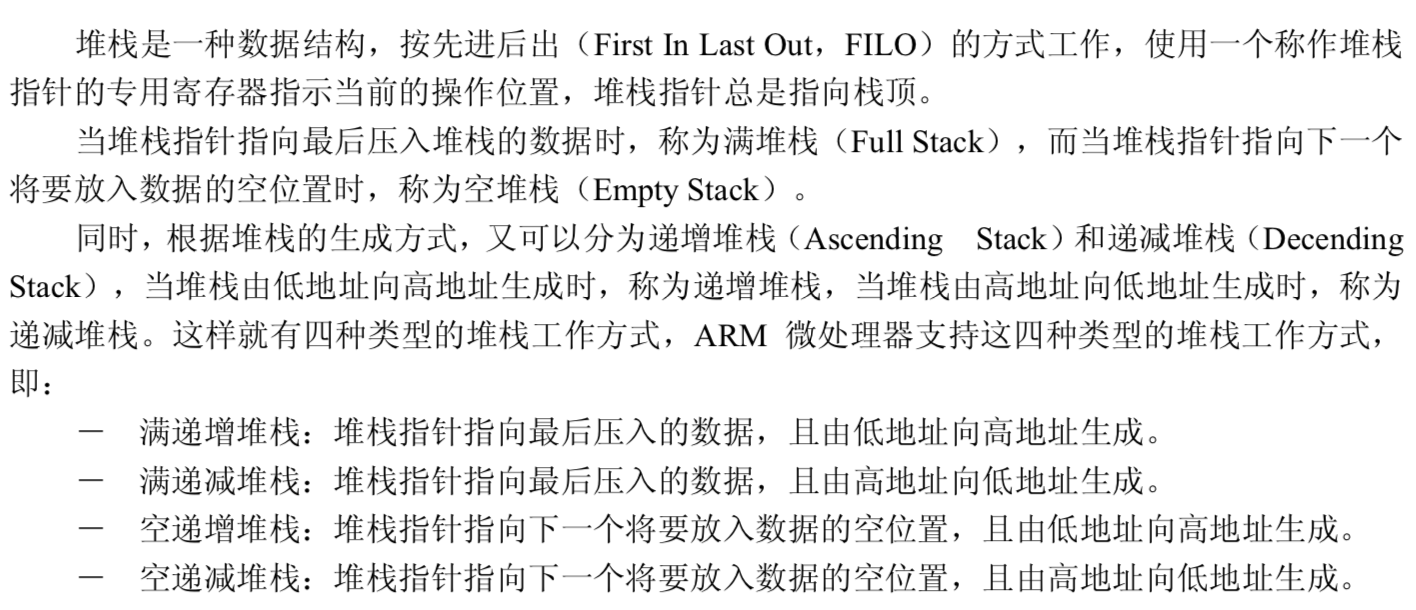 堆栈是一种数据结构，按先进后出（First In Last Out，FILO）的方式工作，使用一个称作堆栈
指针的专用寄存器指示当前的操作位置，堆栈指针总是指向栈顶。
当堆栈指针指向最后压入堆栈的数据时，称为满堆栈（Full Stack），而当堆栈指针指向下一个
将要放入数据的空位置时，称为空堆栈（Empty Stack）。
同时，根据堆栈的生成方式，又可以分为递增堆栈（Ascending Stack）和递减堆栈（Decending
Stack），当堆栈由低地址向高地址生成时，称为递增堆栈，当堆栈由高地址向低地址生成时，称为
递减堆栈。这样就有四种类型的堆栈工作方式，ARM 微处理器支持这四种类型的堆栈工作方式，
即：
－ 满递增堆栈：堆栈指针指向最后压入的数据，且由低地址向高地址生成。
－ 满递减堆栈：堆栈指针指向最后压入的数据，且由高地址向低地址生成。
－ 空递增堆栈：堆栈指针指向下一个将要放入数据的空位置，且由低地址向高地址生成。
－ 空递减堆栈：堆栈指针指向下一个将要放入数据的空位置，且由高地址向低地址生成。